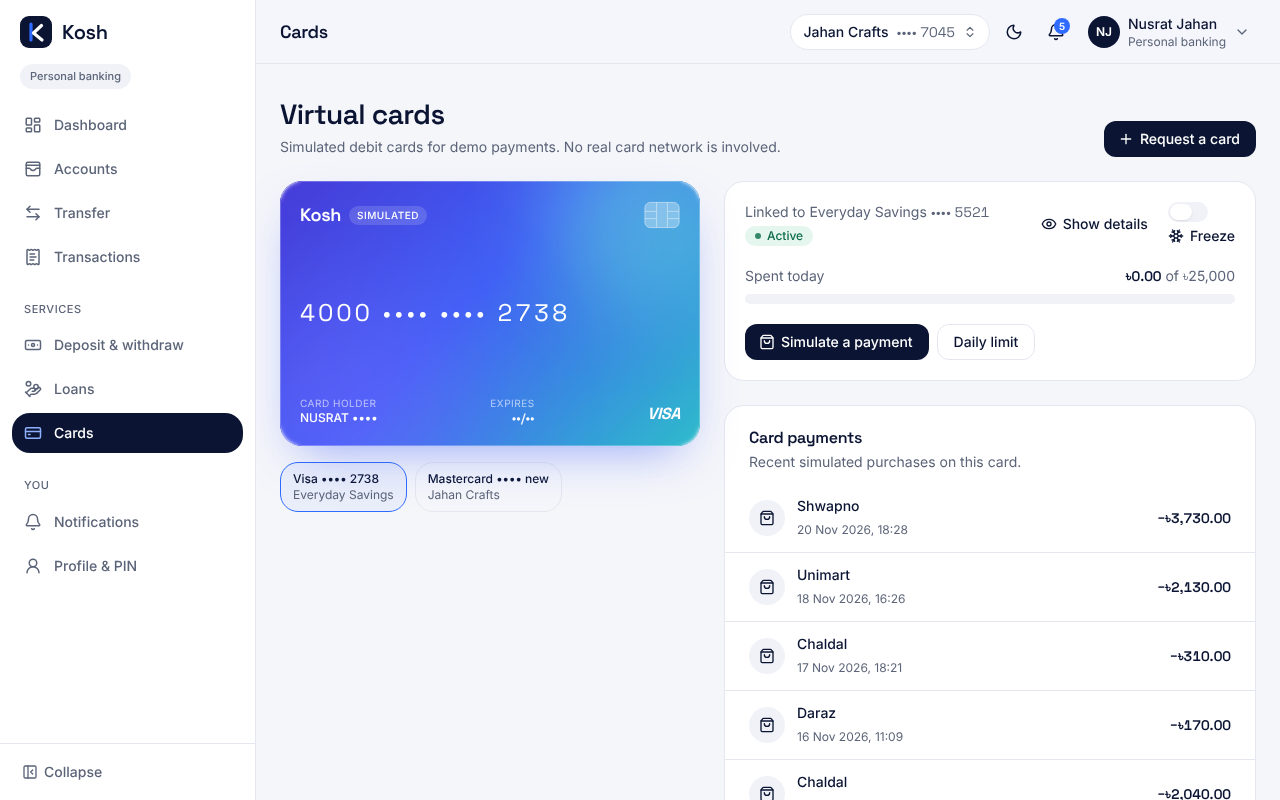 Kosh
Personal banking
Dashboard
Accounts
Transfer
Transactions
SERVICES
Deposit & withdraw
Loans
Cards
YOU
Notifications
Profile & PIN
Collapse
Cards
Jahan Crafts •••• 7045
5
NJ
Nusrat Jahan
Personal banking
Virtual cards
Simulated debit cards for demo payments. No real card network is involved.
Request a card
Kosh SIMULATED
4000 •••• •••• 2738
CARD HOLDER
NUSRAT ••••
EXPIRES
••/••
VISA
Visa •••• 2738
Everyday Savings
Mastercard •••• new
Jahan Crafts
Linked to Everyday Savings •••• 5521
Active
Show details
Freeze
Spent today
৳0.00 of ৳25,000
Simulate a payment
Daily limit
Card payments
Recent simulated purchases on this card.
Shwapno
20 Nov 2026, 18:28
−৳3,730.00
Unimart
18 Nov 2026, 16:26
−৳2,130.00
Chaldal
17 Nov 2026, 18:21
−৳310.00
Daraz
16 Nov 2026, 11:09
−৳170.00
Chaldal
−৳2,040.00